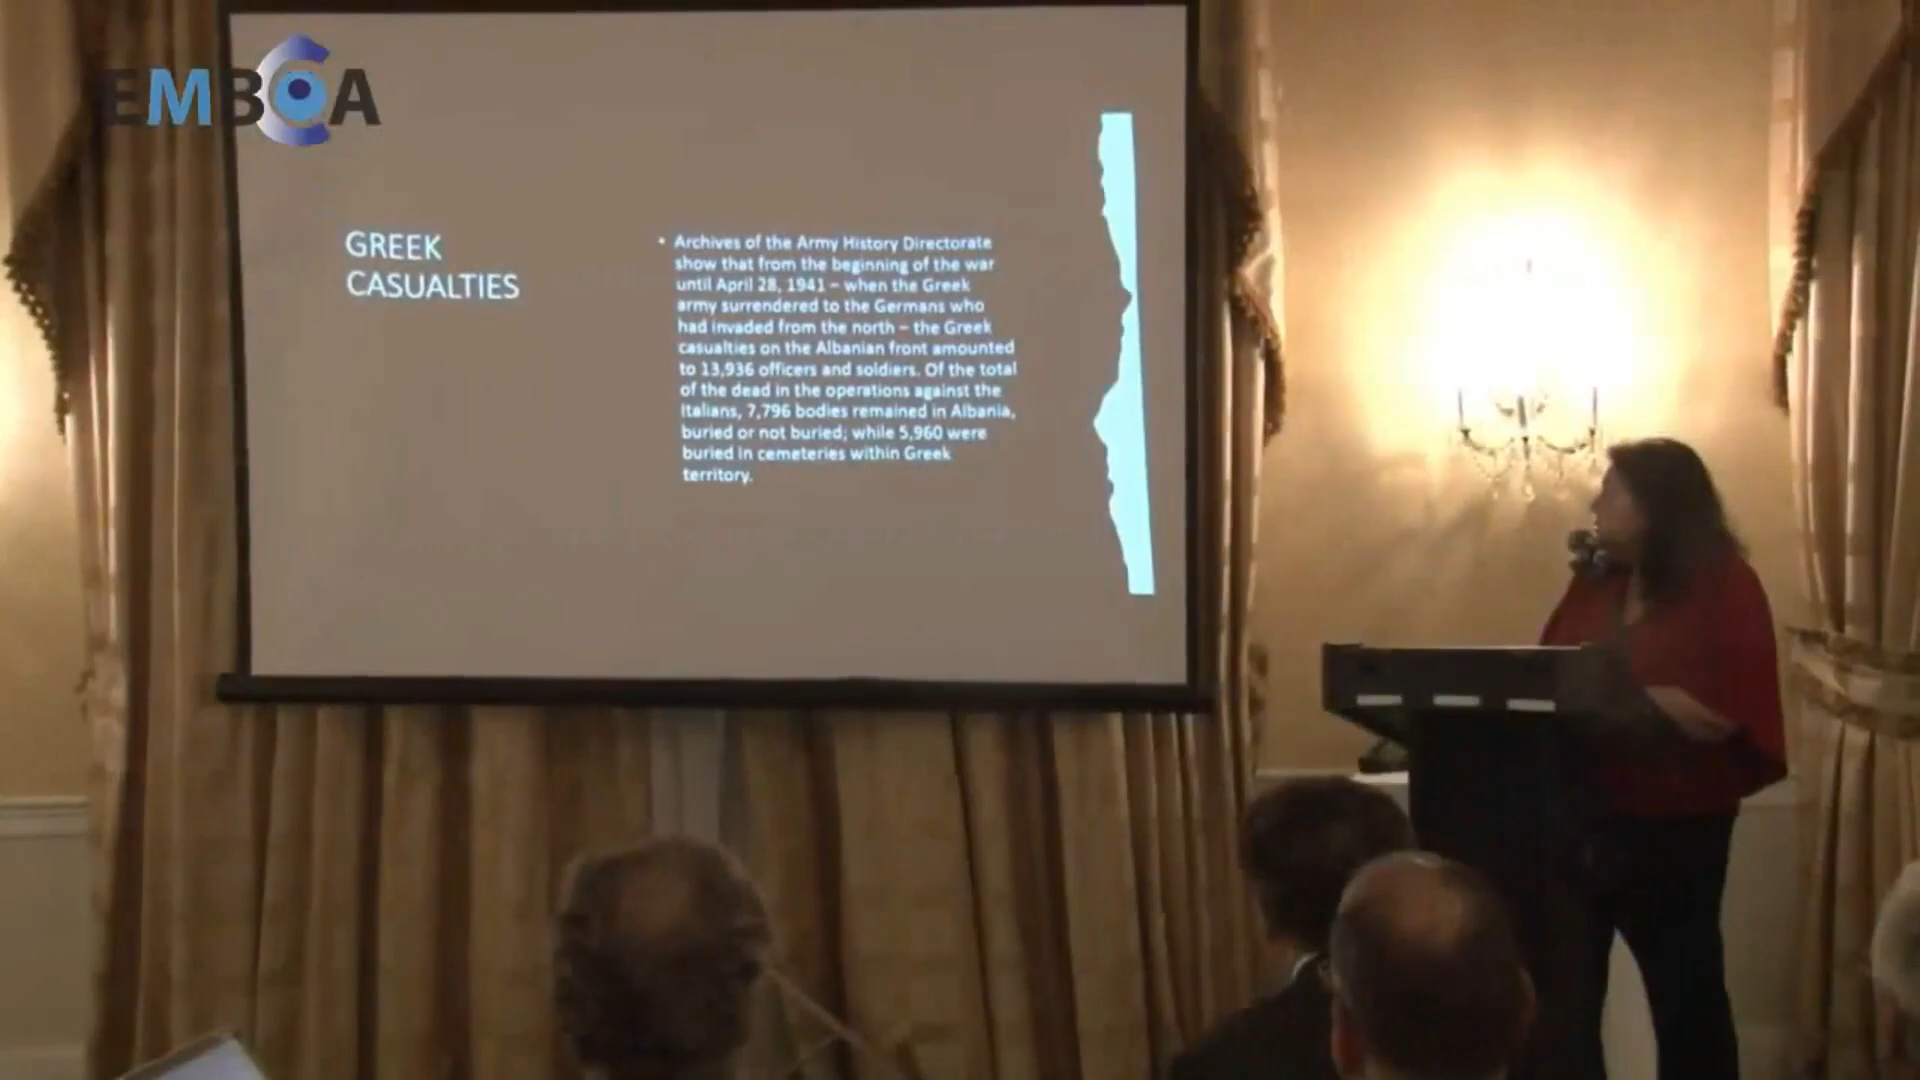 EMBCA
GREEK
CASUALTIES
• Archives of the Army History Directorate
show that from the beginning of the war
until April 28, 1941 – when the Greek
army surrendered to the Germans who
had invaded from the north – the Greek
casualties on the Albanian front amounted
to 13,936 officers and soldiers. Of the total
of the dead in the operations against the
Italians, 7,796 bodies remained in Albania,
buried or not buried; while 5,960 were
buried in cemeteries within Greek
territory.